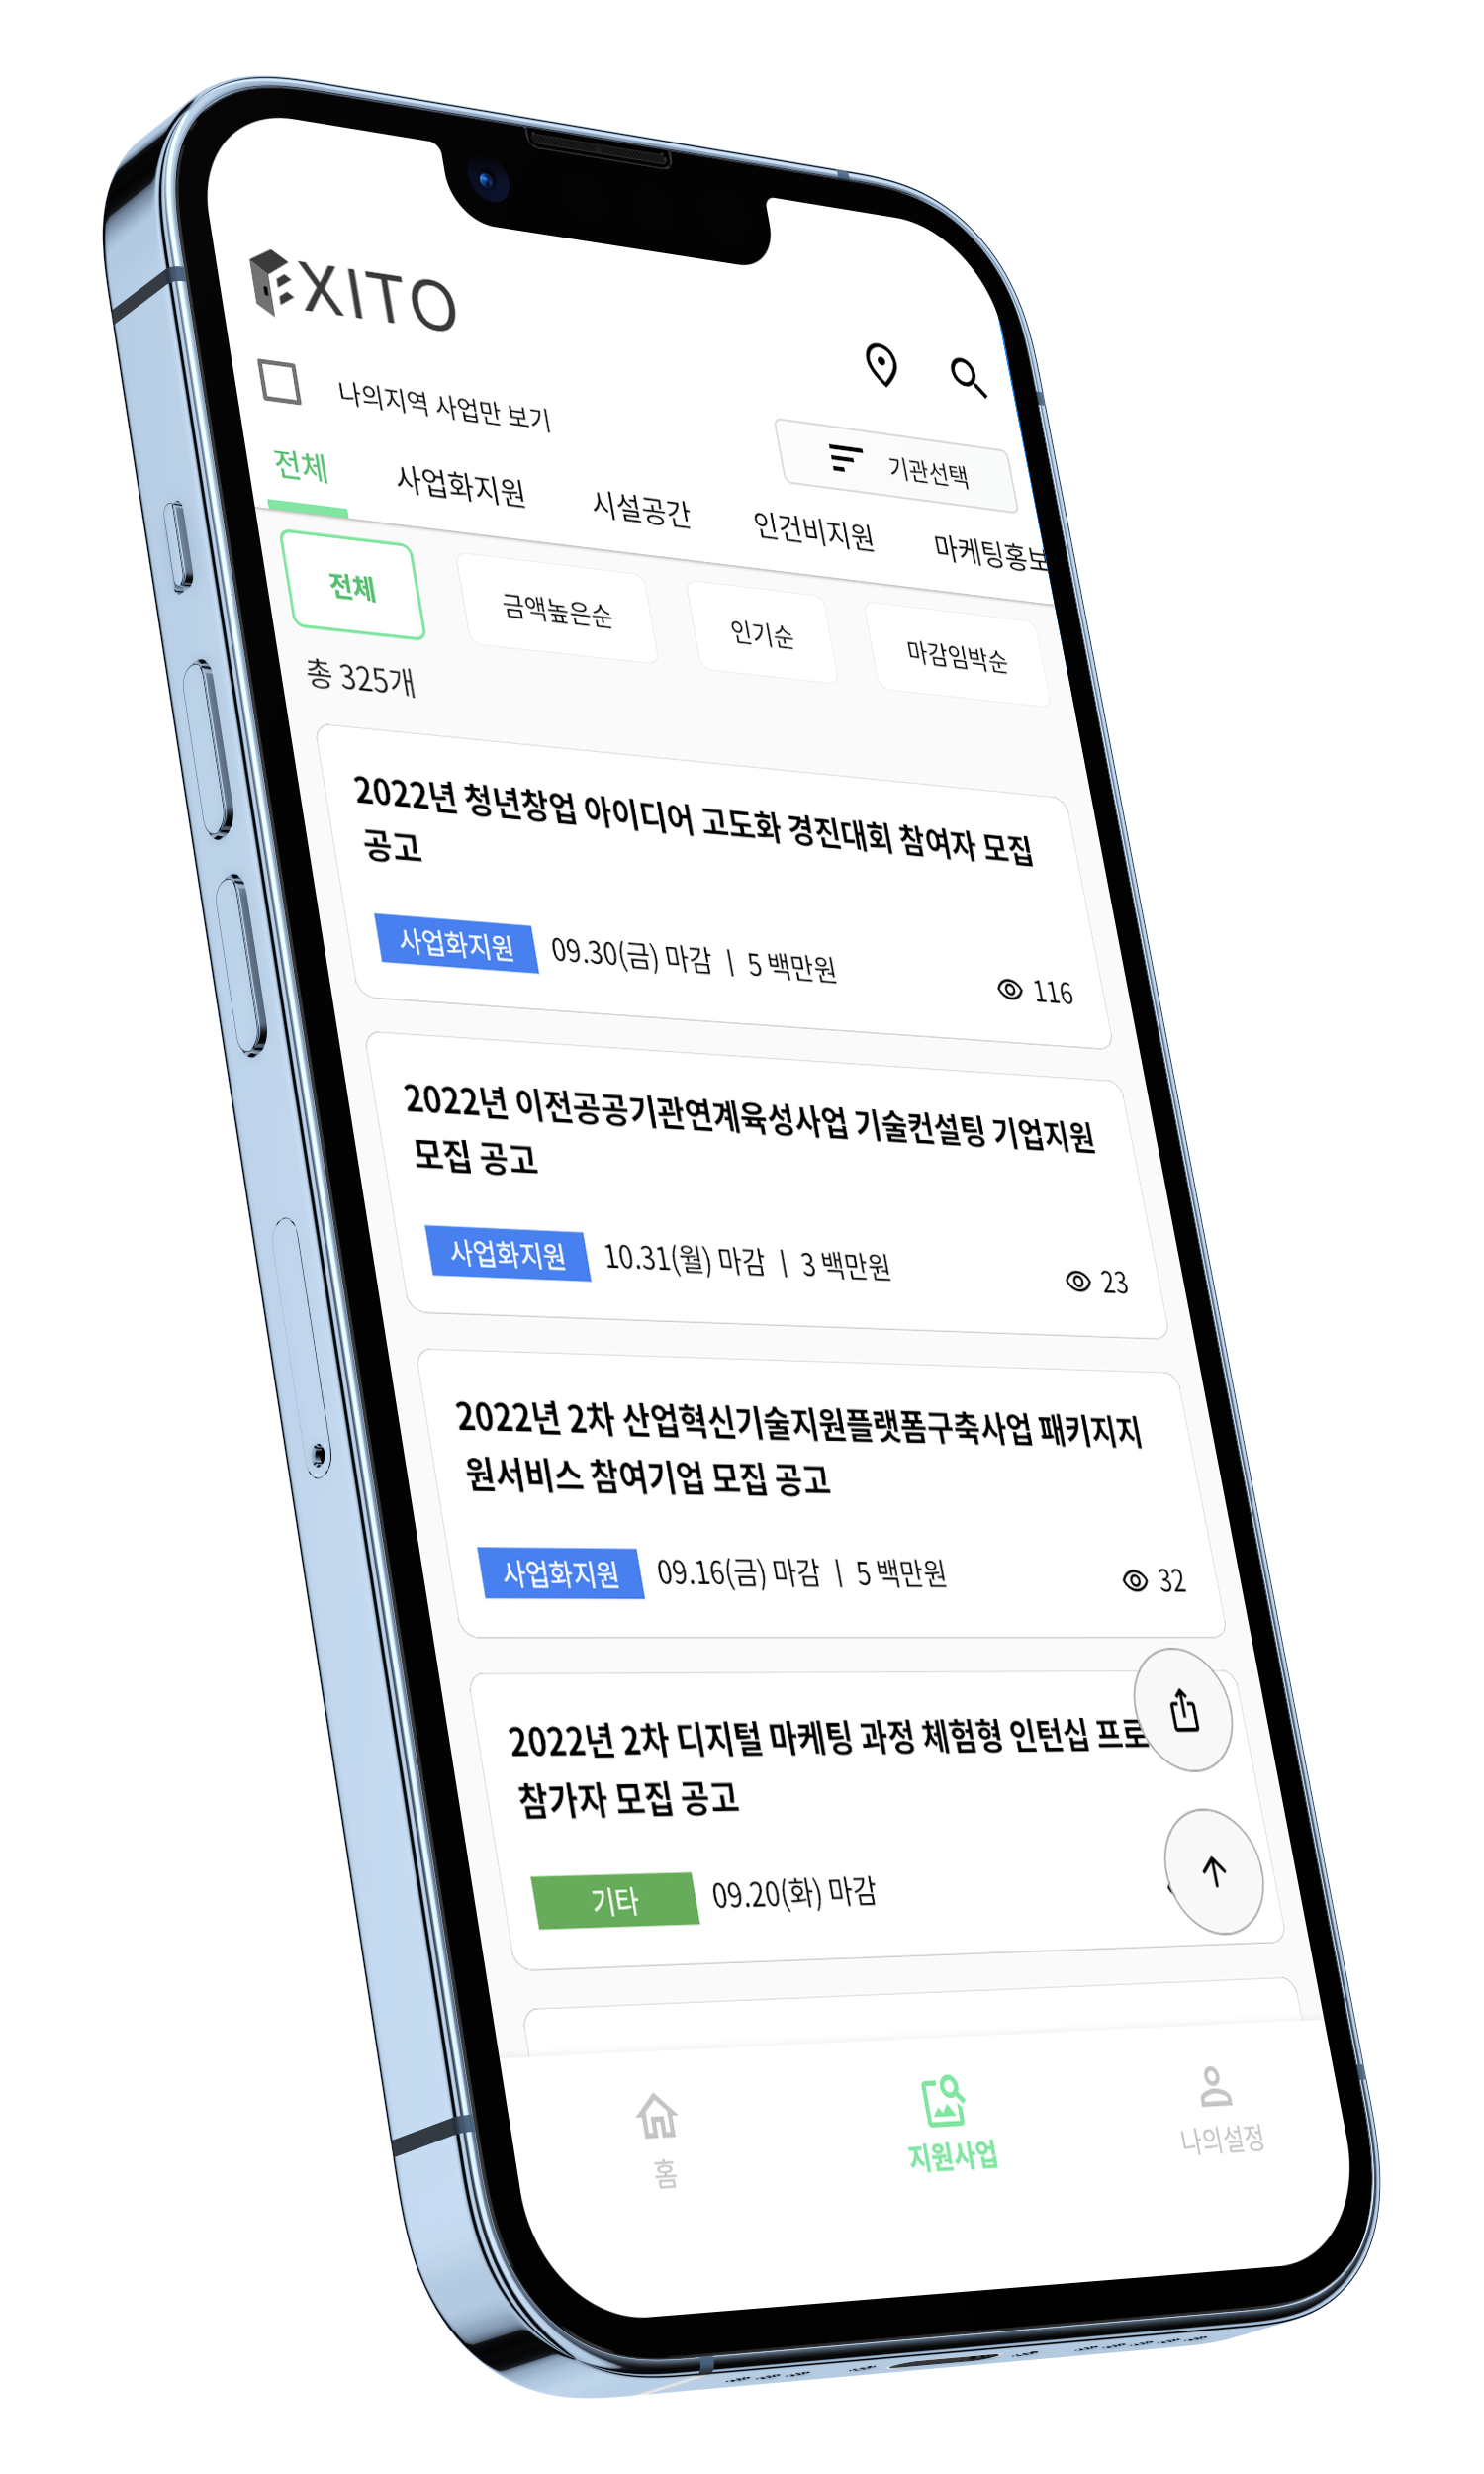 EXITO
나의지역 사업만 보기
기관선택
전체 사업화지원 시설공간 인건비지원 마케팅홍보
전체 금액높은순 인기순 마감임박순
총 325개
2022년 청년창업 아이디어 고도화 경진대회 참여자 모집
공고
사업화지원 09.30(금) 마감 | 5 백만원 116
2022년 이전공공기관연계육성사업 기술컨설팅 기업지원
모집 공고
사업화지원 10.31(월) 마감 | 3 백만원 23
2022년 2차 산업혁신기술지원플랫폼구축사업 패키지지
원서비스 참여기업 모집 공고
사업화지원 09.16(금) 마감 | 5 백만원 32
2022년 2차 디지털 마케팅 과정 체험형 인턴십 프로
참가자 모집 공고
기타 09.20(화) 마감
홈 지원사업 나의설정